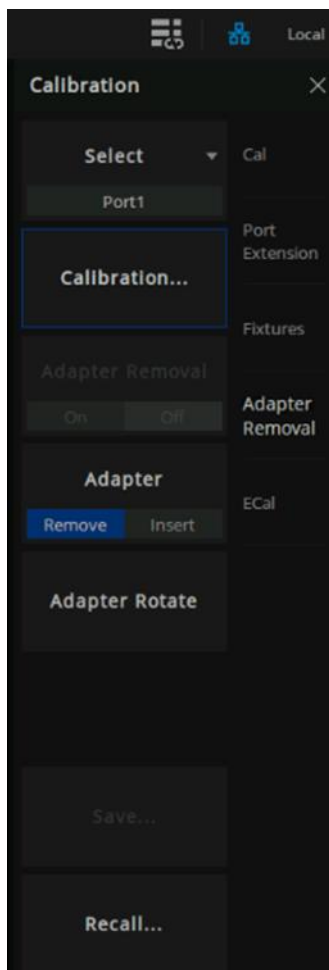 Local
Calibration
Select
Port1
Calibration...
Adapter Removal
On Off
Adapter
Remove Insert
Adapter Rotate
Save...
Recall...
Cal
Port
Extension
Fixtures
Adapter
Removal
ECal